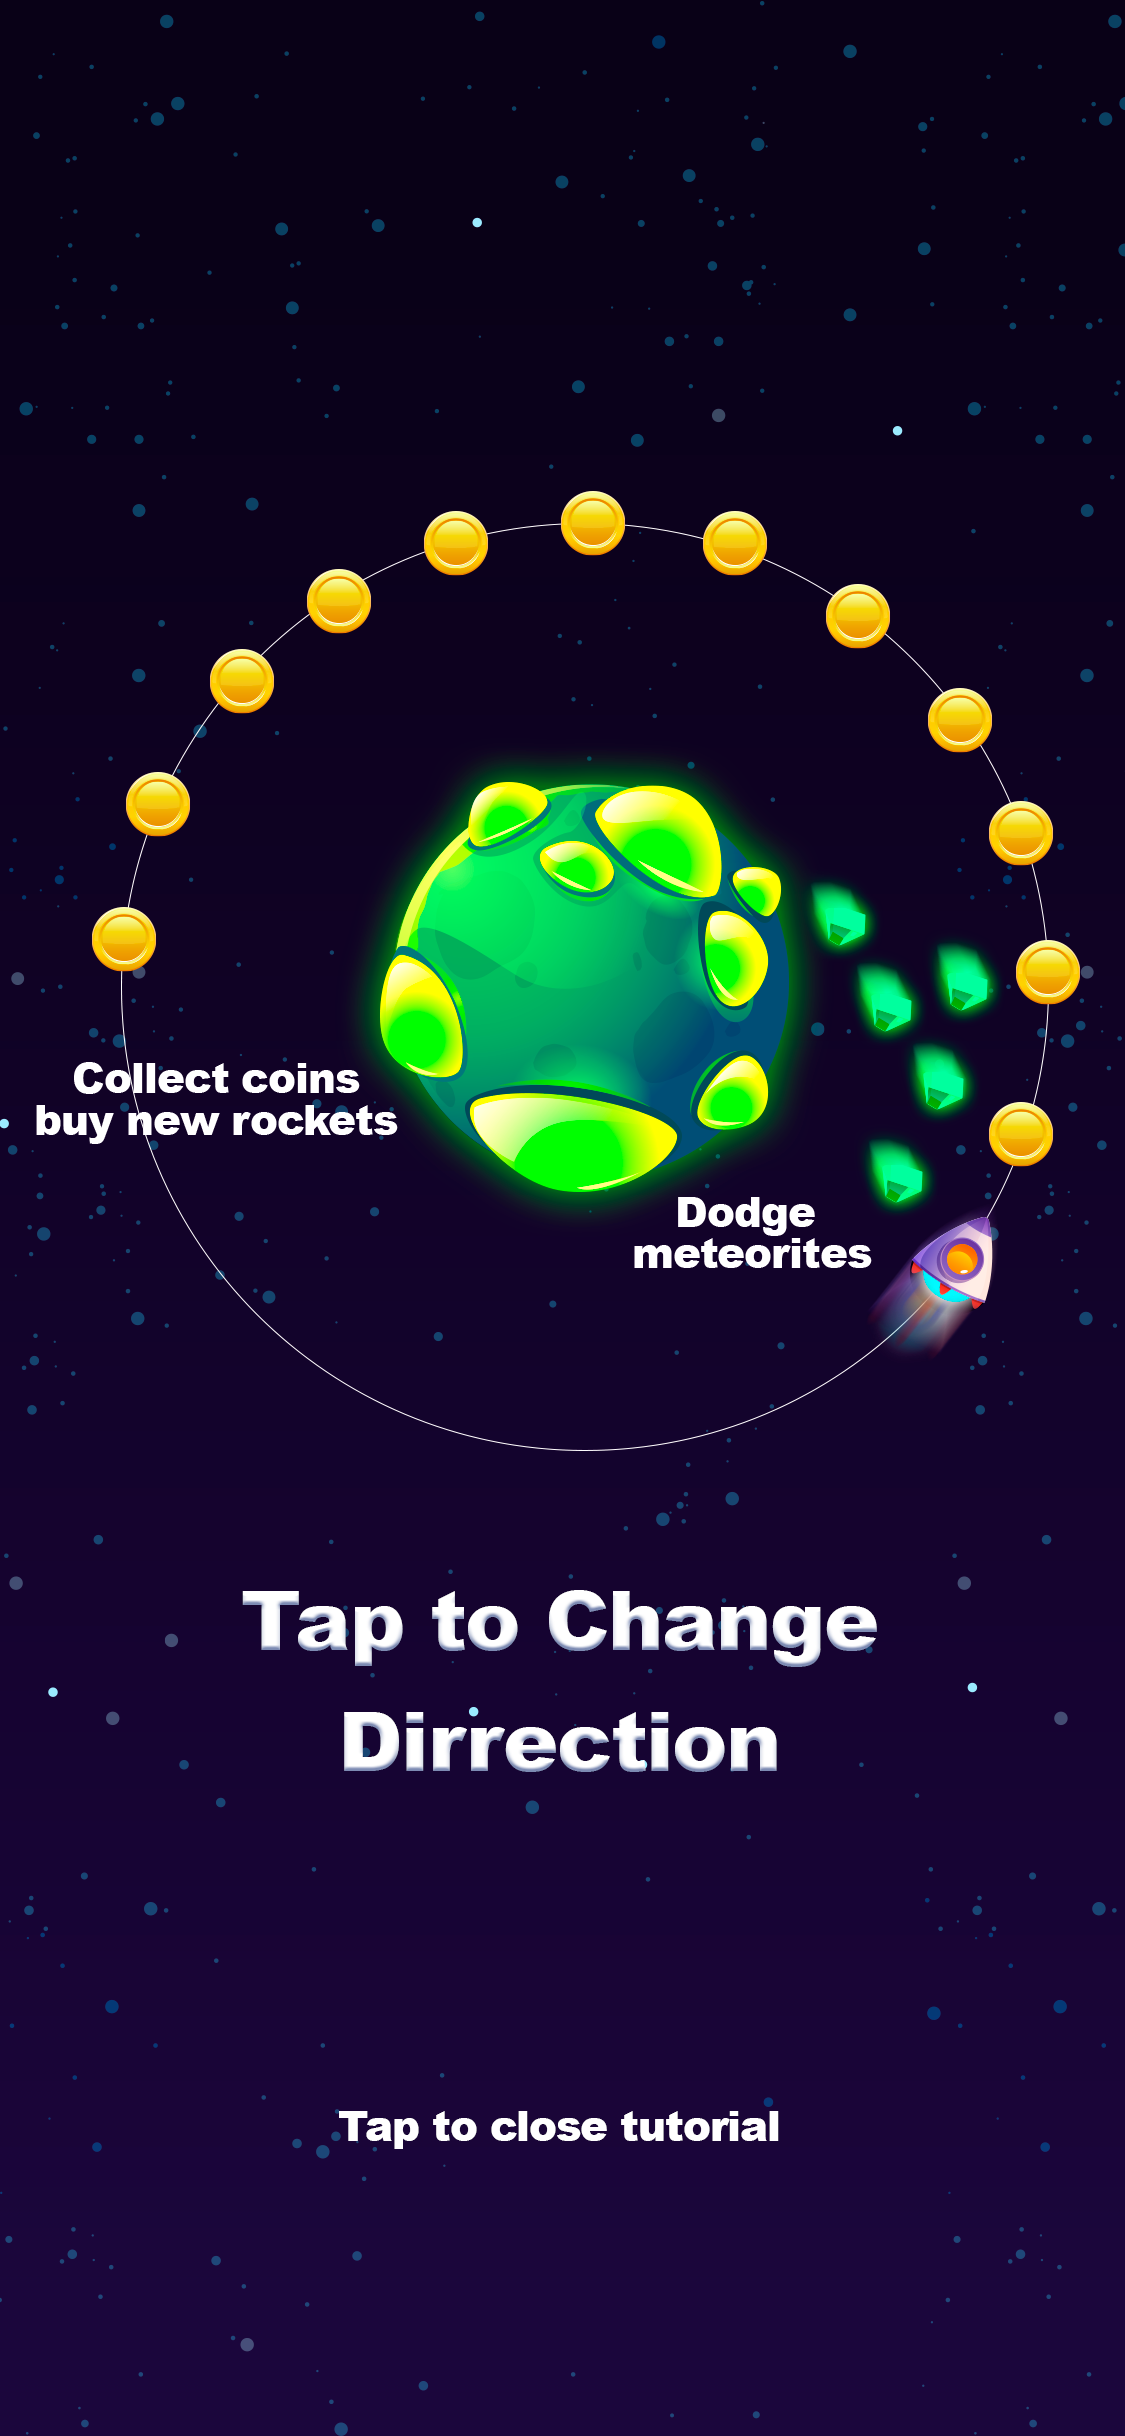 Collect coins
buy new rockets
Dodge
meteorites
Tap to Change
Dirrection
Tap to close tutorial